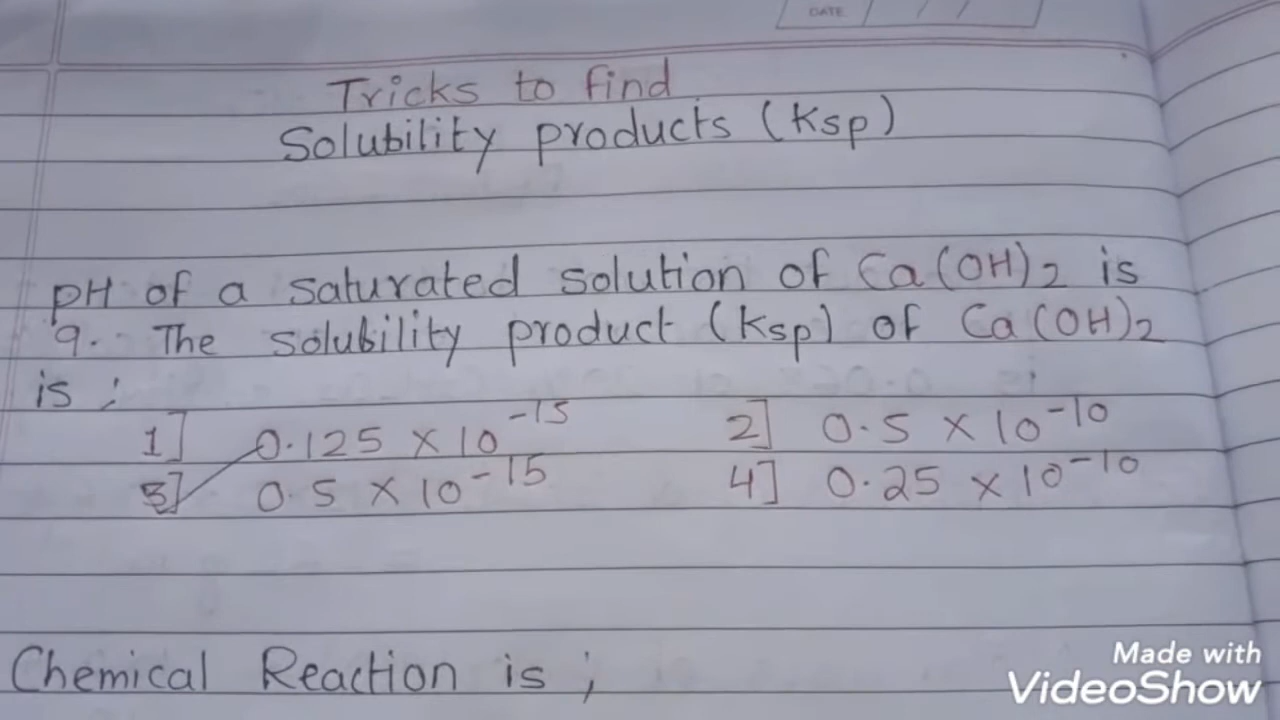 DATE / /
Tricks to find
Solubility products (Ksp)
pH of a saturated solution of Ca(OH)2 is
9. The solubility product (Ksp) of Ca(OH)2
is ;
1] 0.125 × 10^-15 2] 0.5 × 10^-10
3] 0.5 × 10^-15 4] 0.25 × 10^-10
Chemical Reaction is ;
Made with
VideoShow